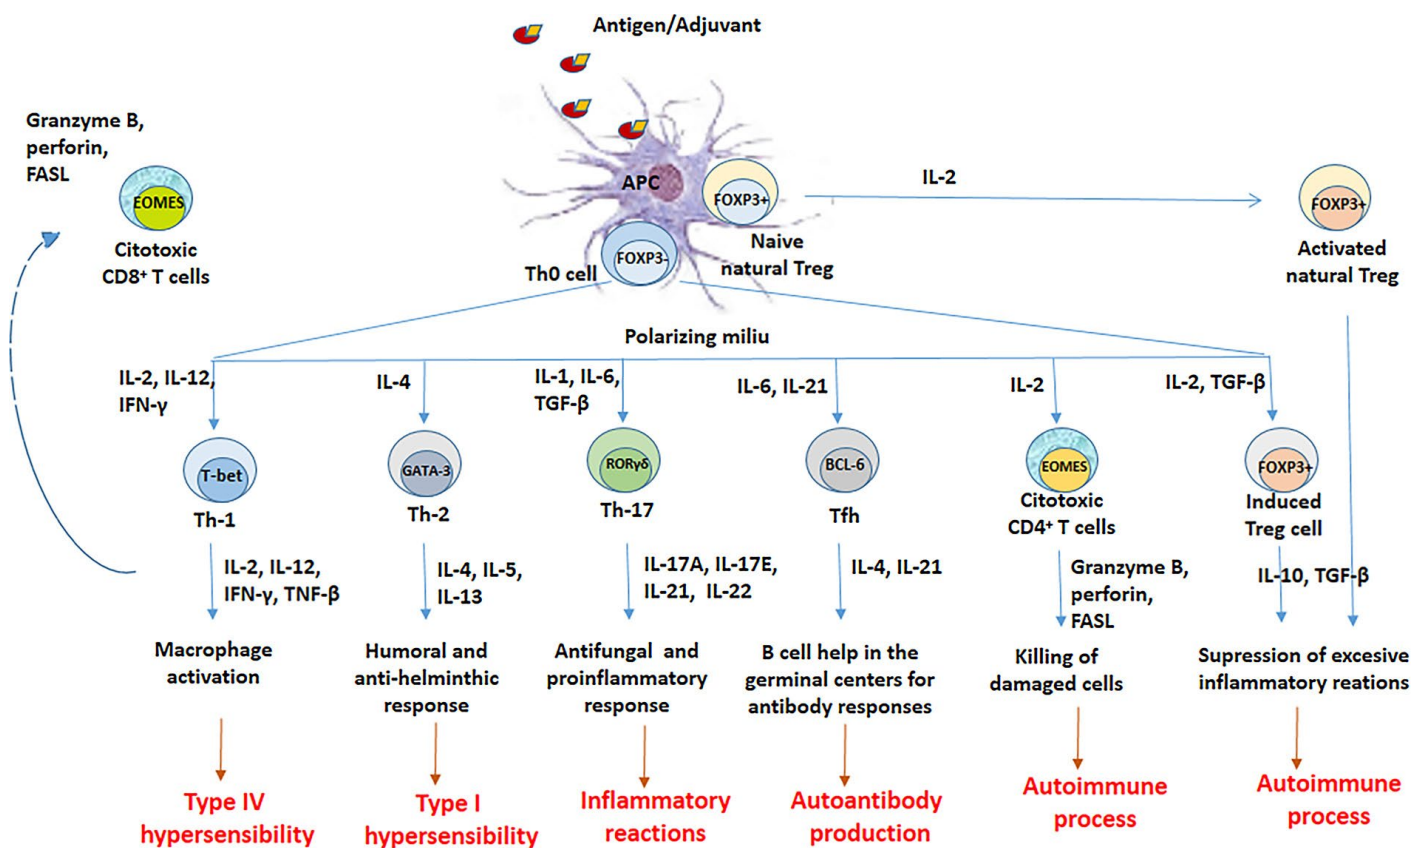 Antigen/Adjuvant
Granzyme B,
perforin,
FASL
EOMES
Citotoxic
CD8⁺ T cells
APC
FOXP3+
Naive
natural Treg
IL-2
FOXP3+
Activated
natural Treg
FOXP3-
Th0 cell
Polarizing miliu
IL-2, IL-12,
IFN-γ
IL-4
IL-1, IL-6,
TGF-β
IL-6, IL-21
IL-2
IL-2, TGF-β
T-bet
Th-1
GATA-3
Th-2
RORγδ
Th-17
BCL-6
Tfh
EOMES
Citotoxic
CD4⁺ T cells
FOXP3+
Induced
Treg cell
IL-2, IL-12,
IFN-γ, TNF-β
IL-4, IL-5,
IL-13
IL-17A, IL-17E,
IL-21, IL-22
IL-4, IL-21
Granzyme B,
perforin,
FASL
IL-10, TGF-β
Macrophage
activation
Humoral and
anti-helminthic
response
Antifungal and
proinflammatory
response
B cell help in the
germinal centers for
antibody responses
Killing of
damaged cells
Supression of excesive
inflammatory reations
Type IV
hypersensibility
Type I
hypersensibility
Inflammatory
reactions
Autoantibody
production
Autoimmune
process
Autoimmune
process